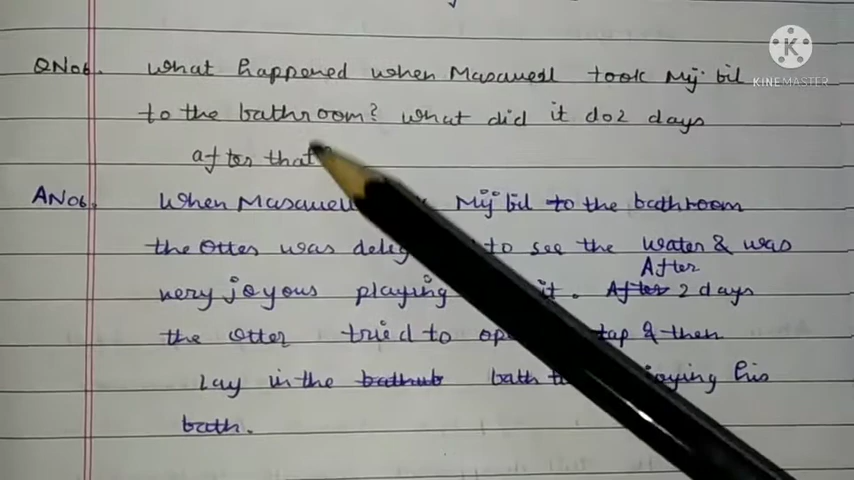 KINEMASTER
QNo6. What happened when Maxwell took Mij bil
to the bathroom? What did it do 2 days
after that
ANo6. When Maxwell Mij bil to the bathroom
the Otter was to see the water & was
very joyous playing it. After 2 days
After
the Otter tried to tap & then
lay in the bathub bath his
bath.